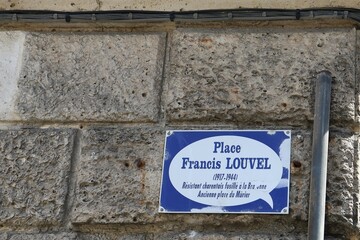 Place
Francis LOUVEL
(1917-1944)
Résistant charentais fusillé à la
Ancienne place du Mûrier